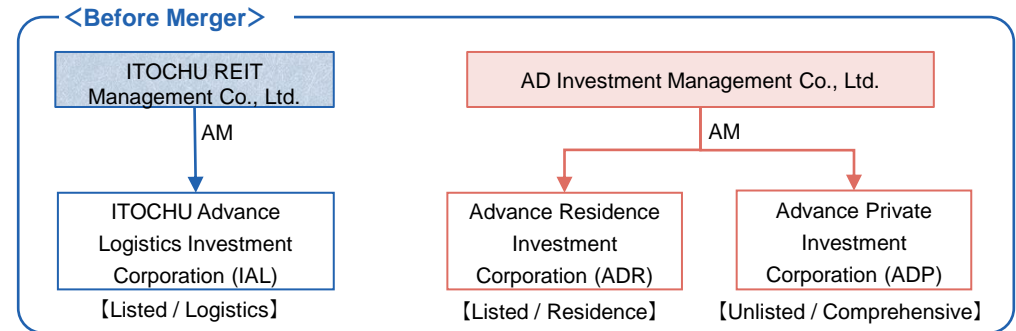 ＜Before Merger＞
ITOCHU REIT
Management Co., Ltd.
AM
ITOCHU Advance
Logistics Investment
Corporation (IAL)
【Listed / Logistics】
AD Investment Management Co., Ltd.
AM
Advance Residence
Investment
Corporation (ADR)
【Listed / Residence】
Advance Private
Investment
Corporation (ADP)
【Unlisted / Comprehensive】